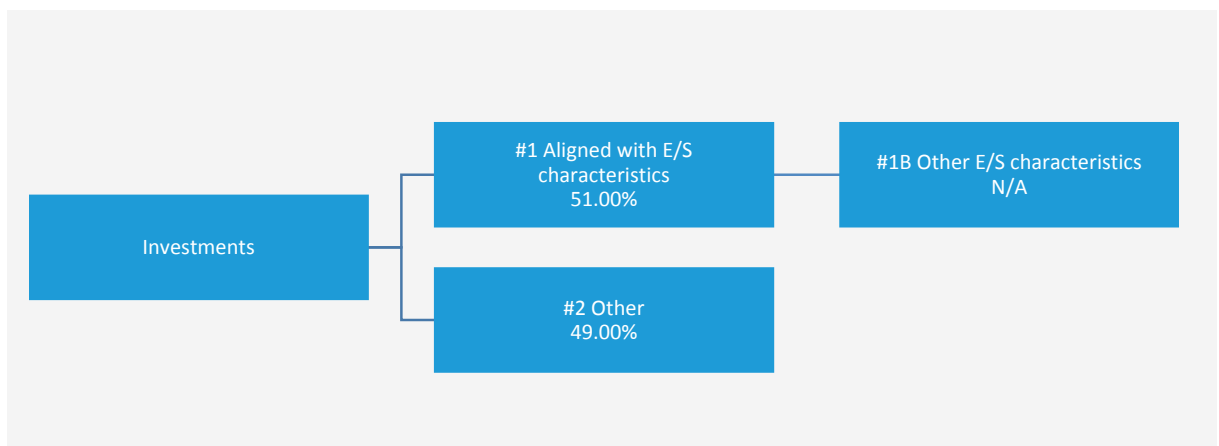 Investments
#1 Aligned with E/S
characteristics
51.00%
#1B Other E/S characteristics
N/A
#2 Other
49.00%